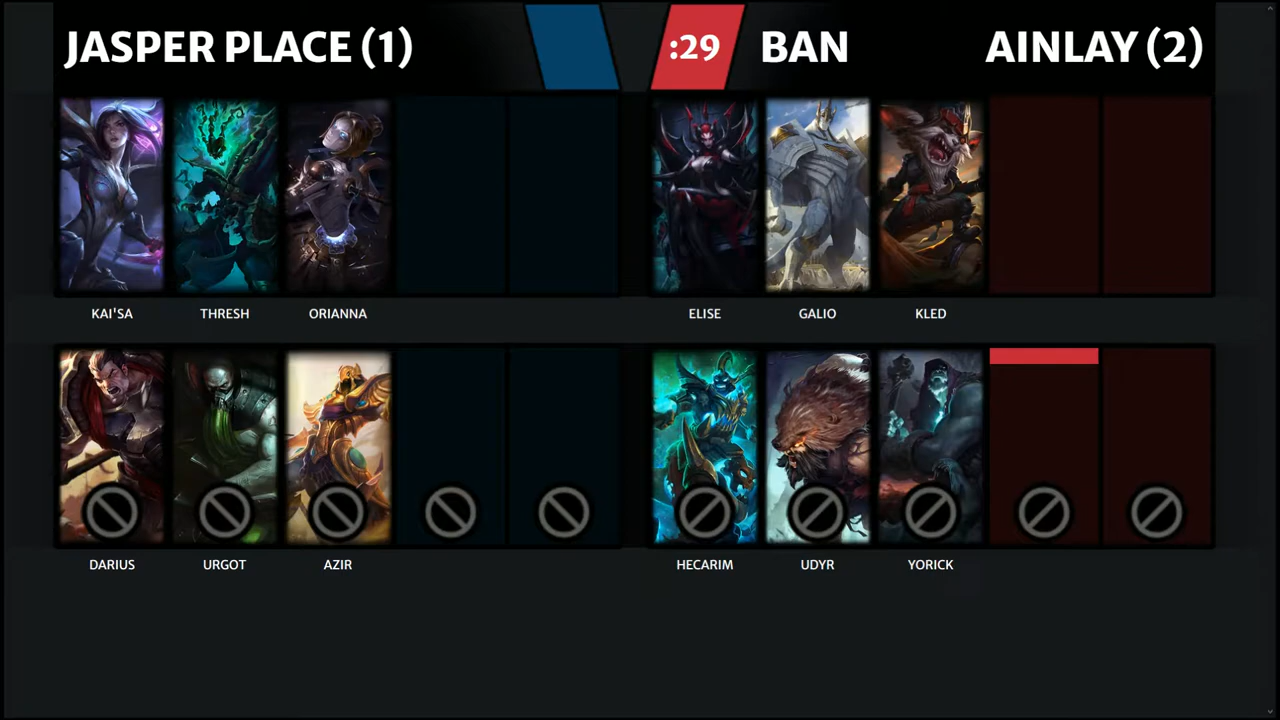 JASPER PLACE (1)
:29 BAN
AINLAY (2)
KAI'SA THRESH ORIANNA
ELISE GALIO KLED
DARIUS URGOT AZIR
HECARIM UDYR YORICK